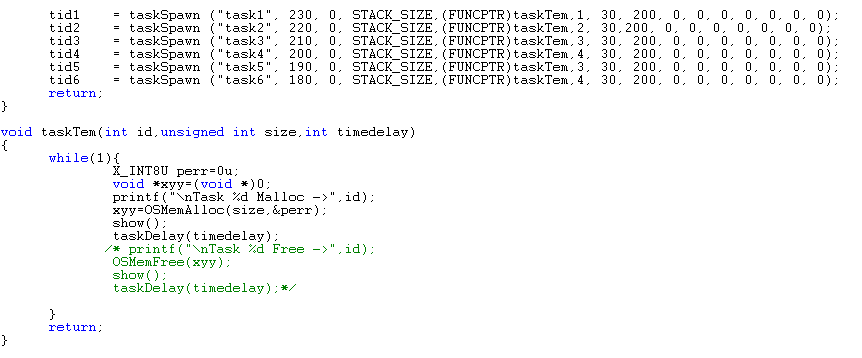 tid1    = taskSpawn ("task1", 230, 0, STACK_SIZE,(FUNCPTR)taskTem,1, 30, 200, 0, 0, 0, 0, 0, 0, 0);
tid2    = taskSpawn ("task2", 220, 0, STACK_SIZE,(FUNCPTR)taskTem,2, 30,200, 0, 0, 0, 0, 0, 0, 0);
tid3    = taskSpawn ("task3", 210, 0, STACK_SIZE,(FUNCPTR)taskTem,3, 30, 200, 0, 0, 0, 0, 0, 0, 0);
tid4    = taskSpawn ("task4", 200, 0, STACK_SIZE,(FUNCPTR)taskTem,4, 30, 200, 0, 0, 0, 0, 0, 0, 0);
tid5    = taskSpawn ("task5", 190, 0, STACK_SIZE,(FUNCPTR)taskTem,3, 30, 200, 0, 0, 0, 0, 0, 0, 0);
tid6    = taskSpawn ("task6", 180, 0, STACK_SIZE,(FUNCPTR)taskTem,4, 30, 200, 0, 0, 0, 0, 0, 0, 0);
return;
}
void taskTem(int id,unsigned int size,int timedelay)
{
while(1){
X_INT8U perr=0u;
void *xyy=(void *)0;
printf("\nTask %d Malloc ->",id);
xyy=OSMemAlloc(size,&perr);
show();
taskDelay(timedelay);
/* printf("\nTask %d Free ->",id);
OSMemFree(xyy);
show();
taskDelay(timedelay);*/
}
return;
}